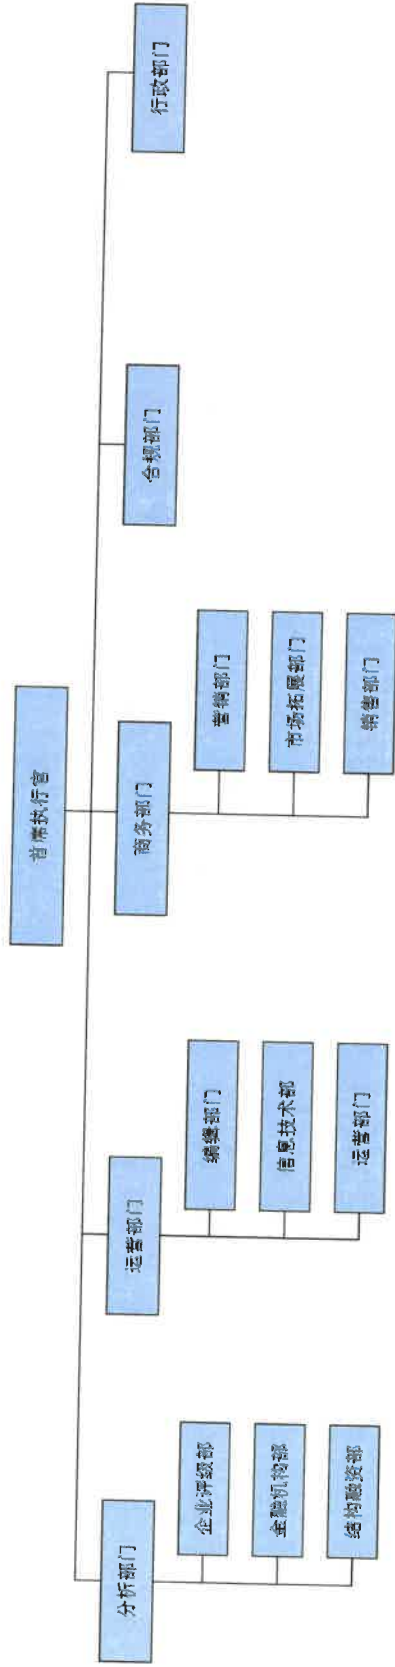 首席执行官
分析部门
运营部门
商务部门
合规部门
行政部门
企业评级部
金融机构部
结构融资部
编辑部门
信息技术部
运营部门
营销部门
市场拓展部门
销售部门